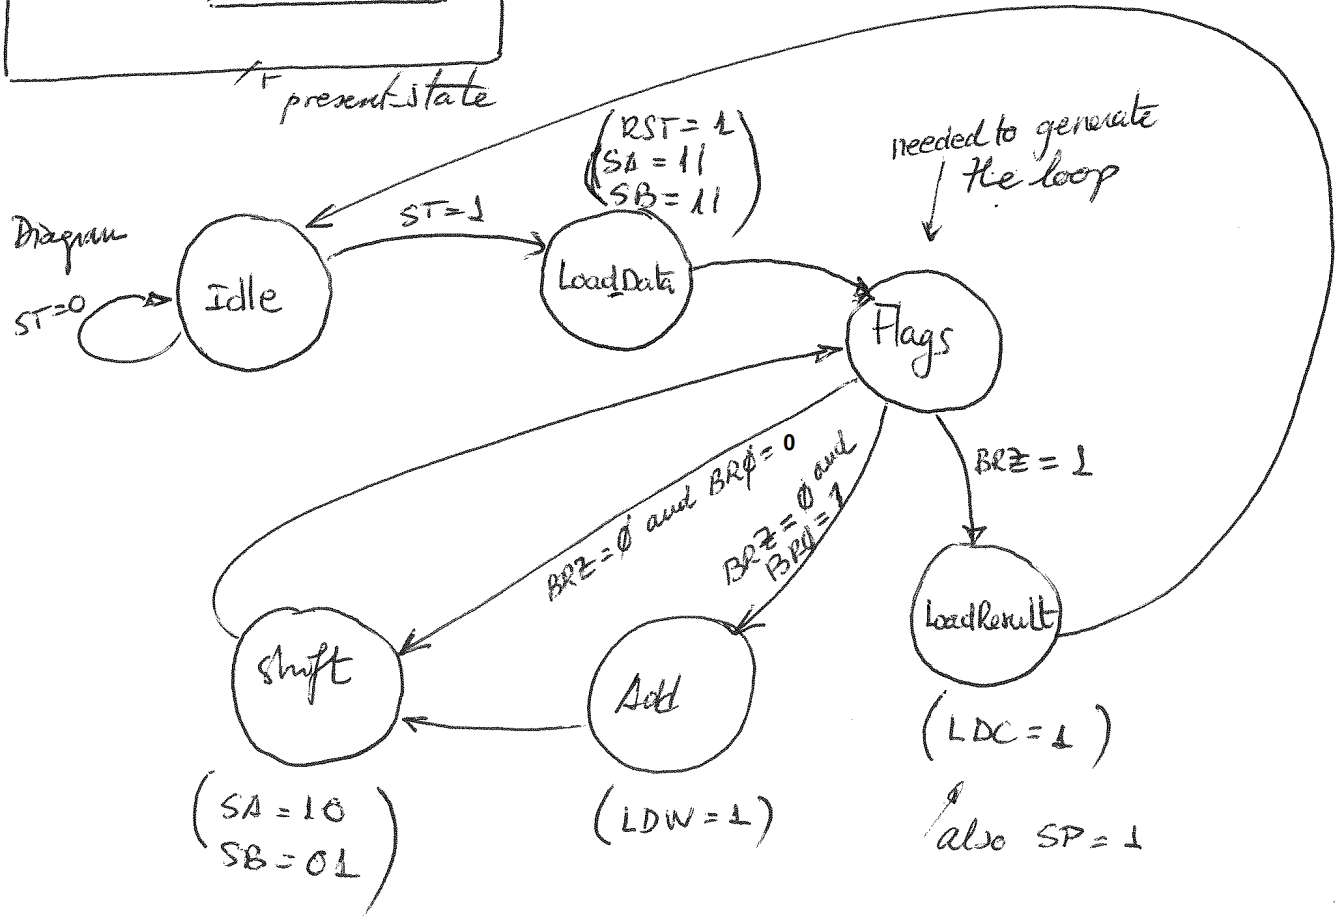 present_state
RST = 1
SA = 11
SB = 11
needed to generate
the loop
Diagram
ST=1
ST=0
Idle
Load_Data
Flags
BRZ = 0 and BR0 = 0
BRZ = 0 and
BR0 = 1
BRZ = 1
Shift
Add
LoadResult
(LDC = 1)
SA = 10
SB = 01
(LDW = 1)
also SP = 1